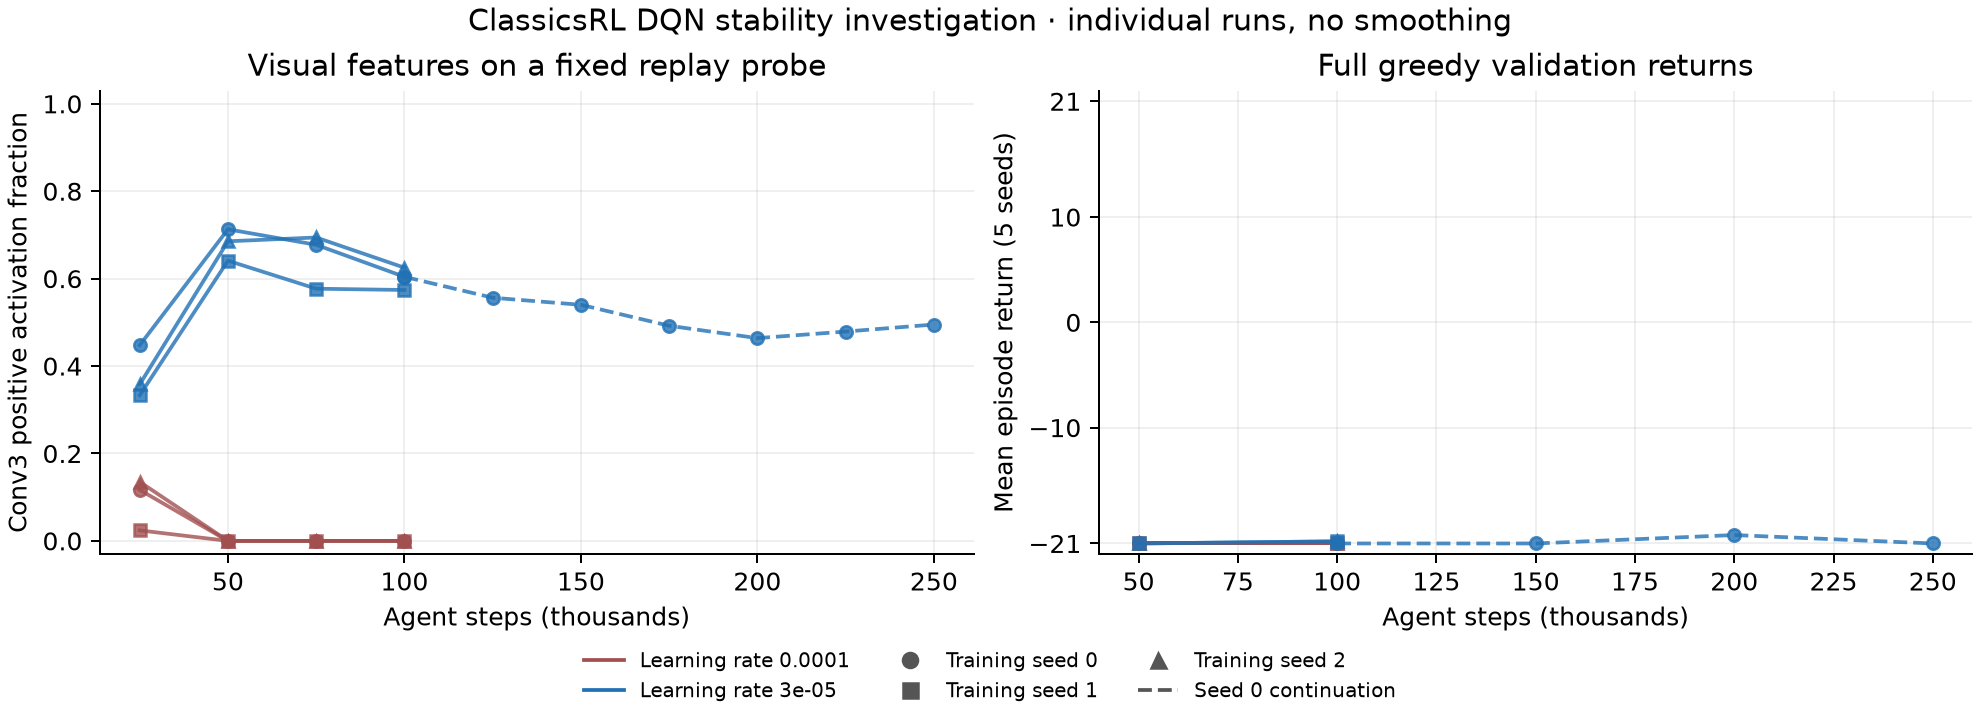 ClassicsRL DQN stability investigation · individual runs, no smoothing
Visual features on a fixed replay probe
Conv3 positive activation fraction
1.0
0.8
0.6
0.4
0.2
0.0
50
100
150
200
250
Agent steps (thousands)
Full greedy validation returns
Mean episode return (5 seeds)
21
10
0
−10
−21
50
75
100
125
150
175
200
225
250
Agent steps (thousands)
Learning rate 0.0001
Learning rate 3e-05
Training seed 0
Training seed 1
Training seed 2
Seed 0 continuation